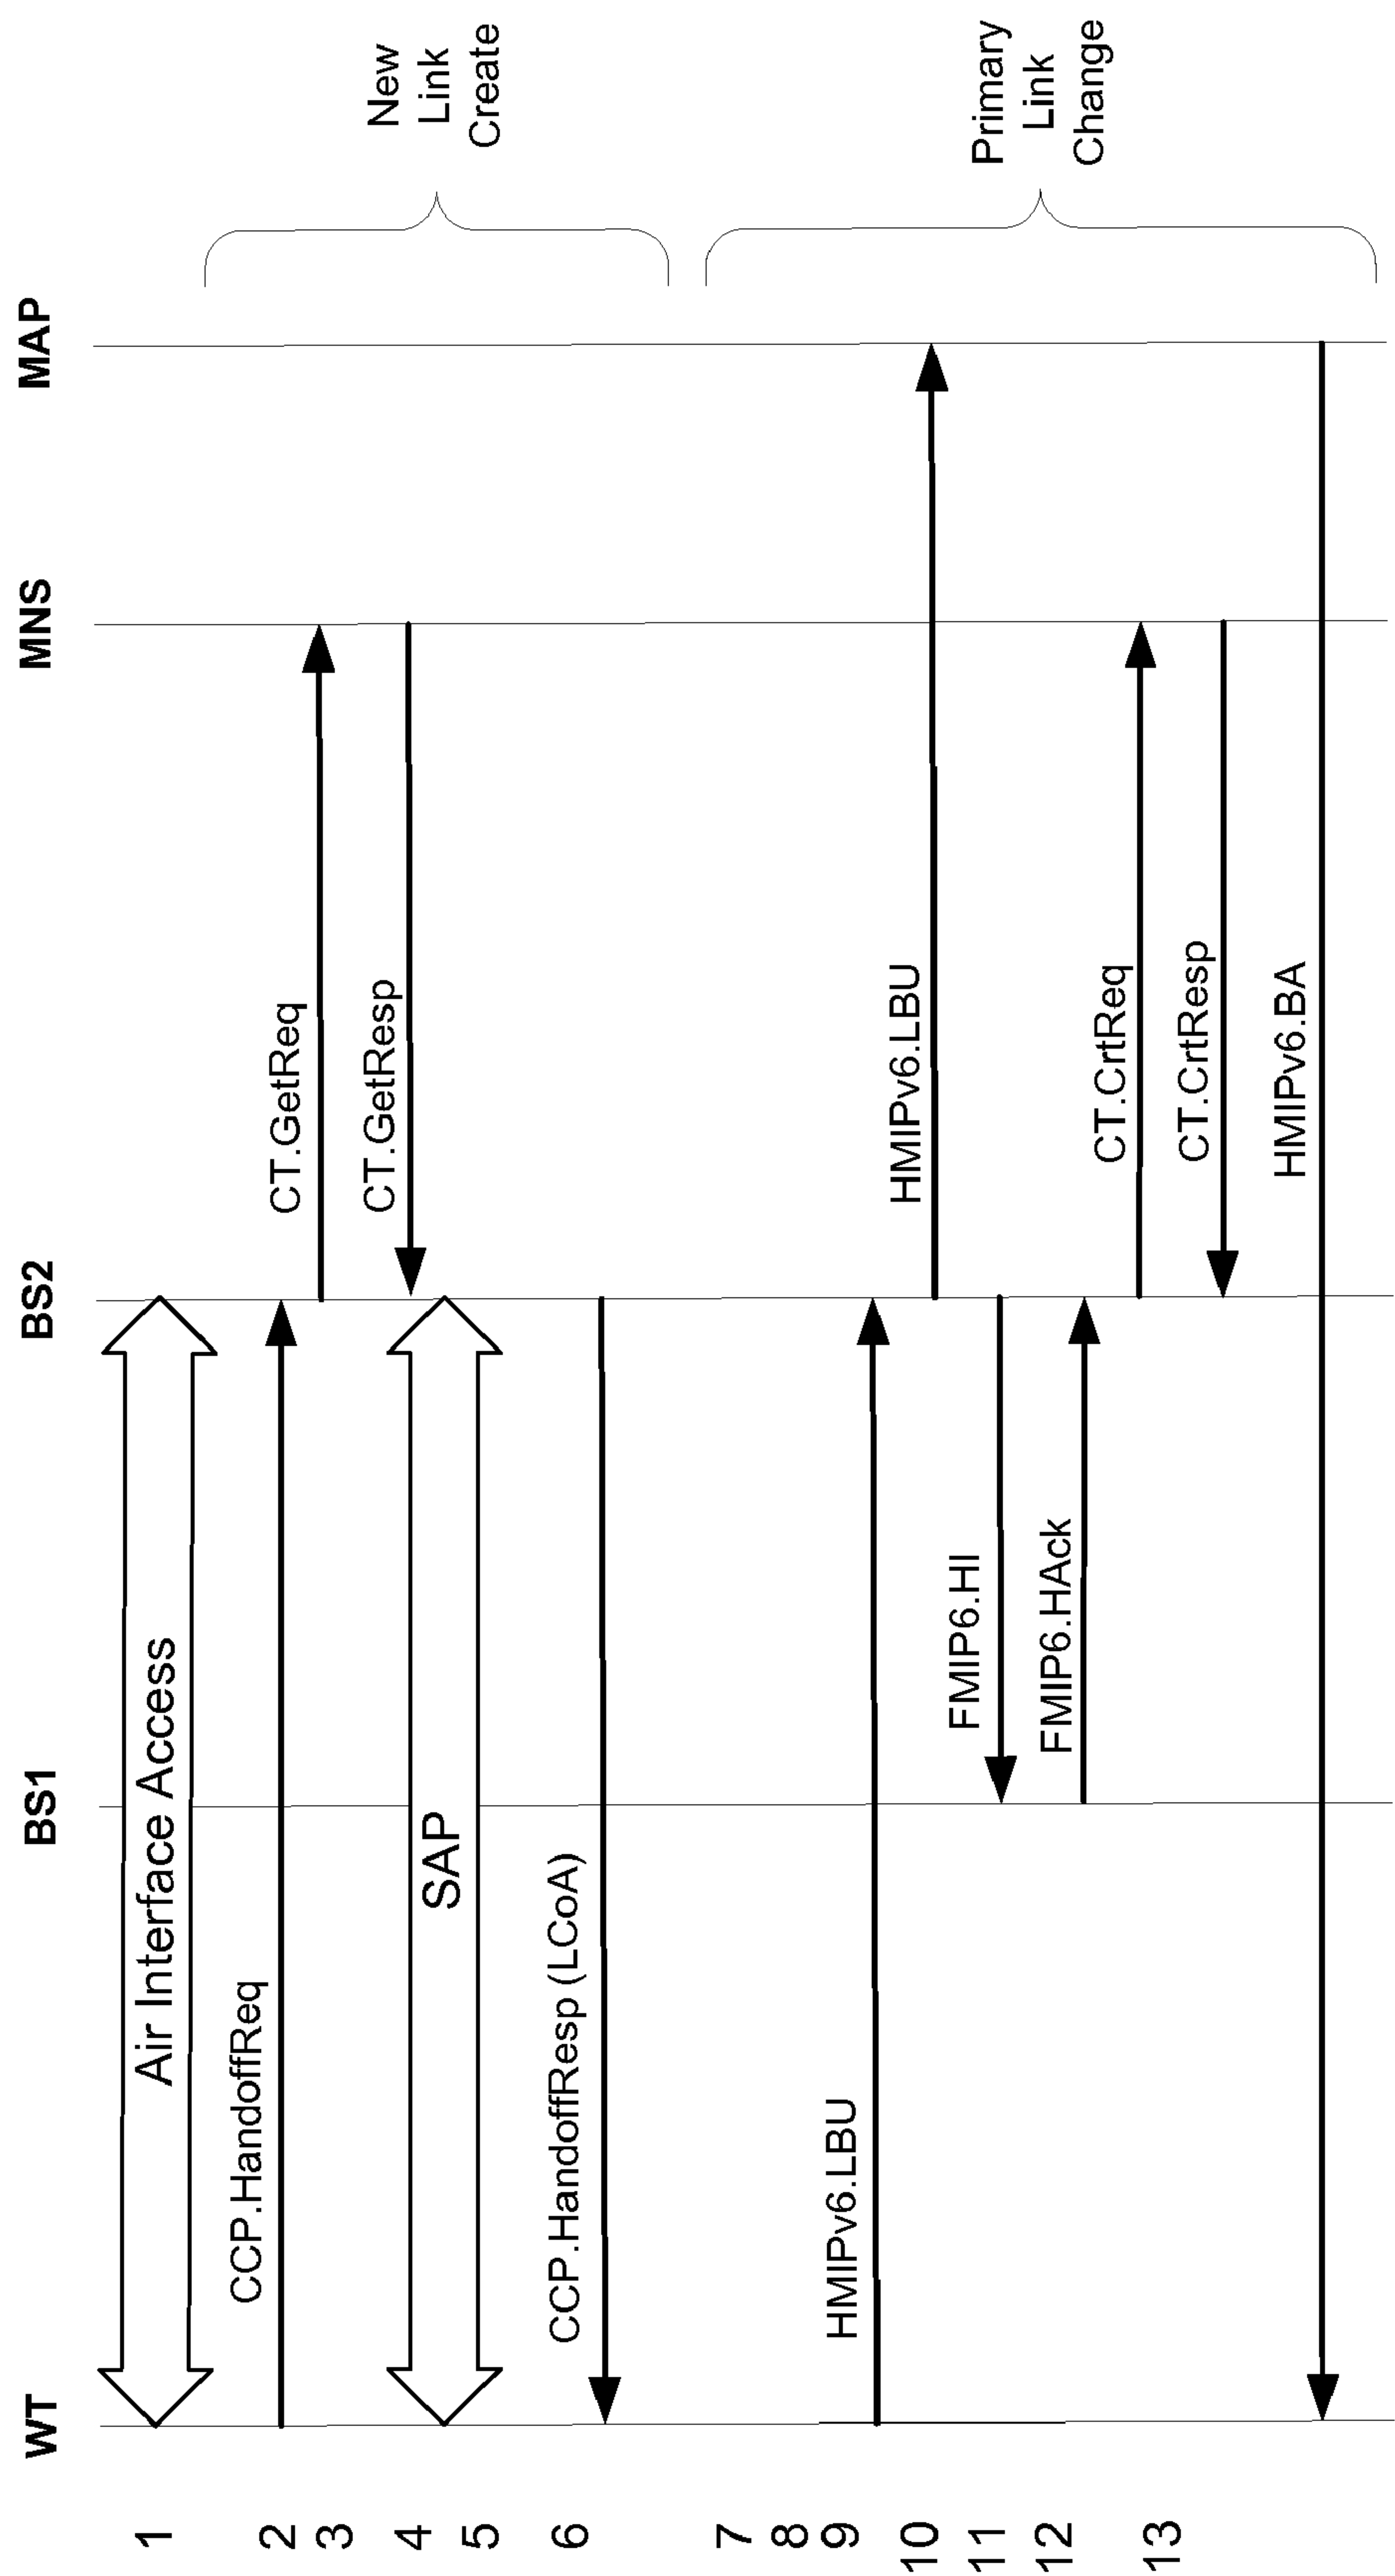 WT
BS1
BS2
MNS
MAP
1
Air Interface Access
2
CCP.HandoffReq
3
CT.GetReq
4
CT.GetResp
5
SAP
6
CCP.HandoffResp (LCoA)
New
Link
Create
7
8
9
HMIPv6.LBU
10
HMIPv6.LBU
11
FMIP6.HI
12
FMIP6.HAck
13
CT.CrtReq
CT.CrtResp
HMIPv6.BA
Primary
Link
Change